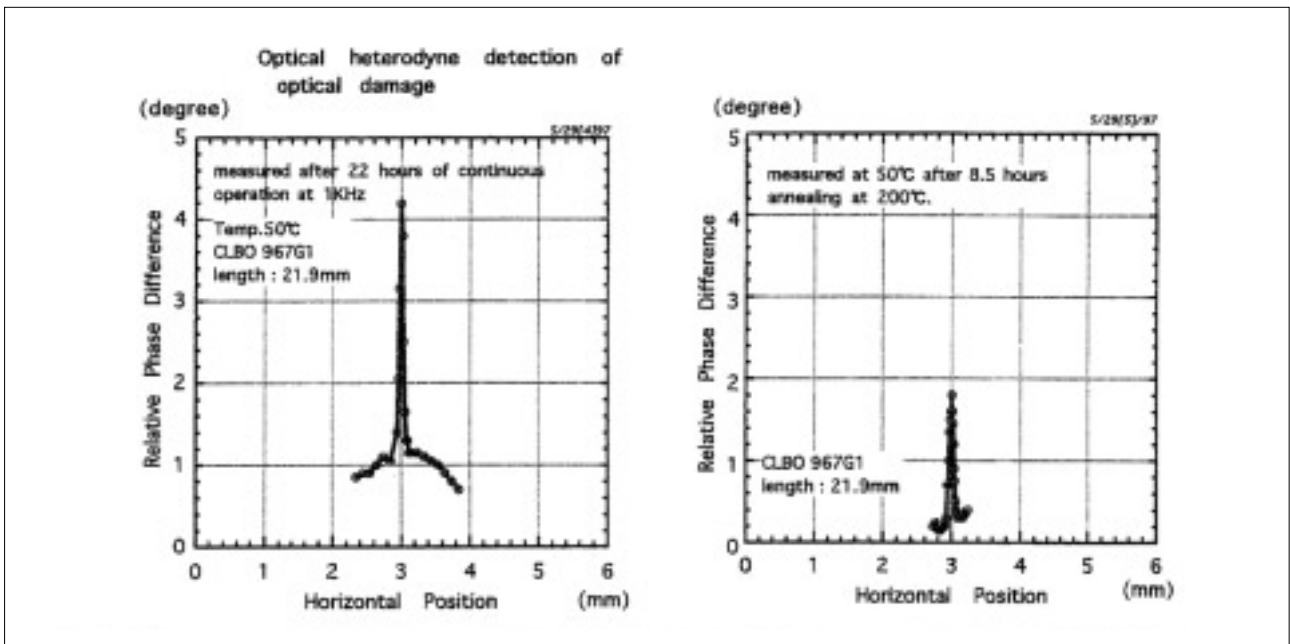 Optical heterodyne detection of
optical damage
(degree)
5
4
3
2
1
0
Relative Phase Difference
measured after 22 hours of continuous
operation at 1KHz
Temp.50℃
CLBO 967G1
length : 21.9mm
0 1 2 3 4 5 6
Horizontal Position (mm)
(degree)
5/29(5)/97
5
4
3
2
1
0
Relative Phase Difference
measured at 50℃ after 8.5 hours
annealing at 200℃.
CLBO 967G1
length : 21.9mm
0 1 2 3 4 5 6
Horizontal Position (mm)